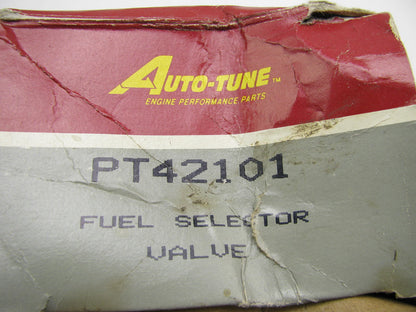 AUTO-TUNE™
ENGINE PERFORMANCE PARTS
PT42101
FUEL SELECTOR
VALVE